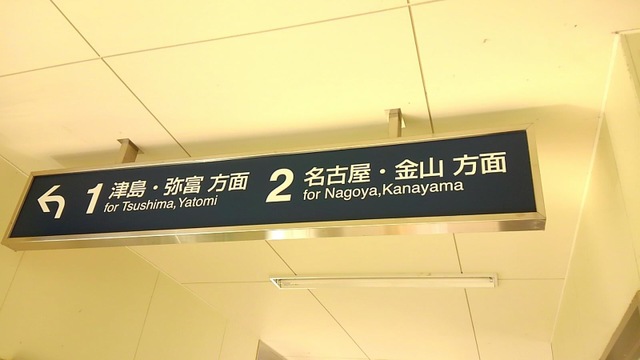 1 津島・弥富 方面
for Tsushima,Yatomi
2 名古屋・金山 方面
for Nagoya,Kanayama